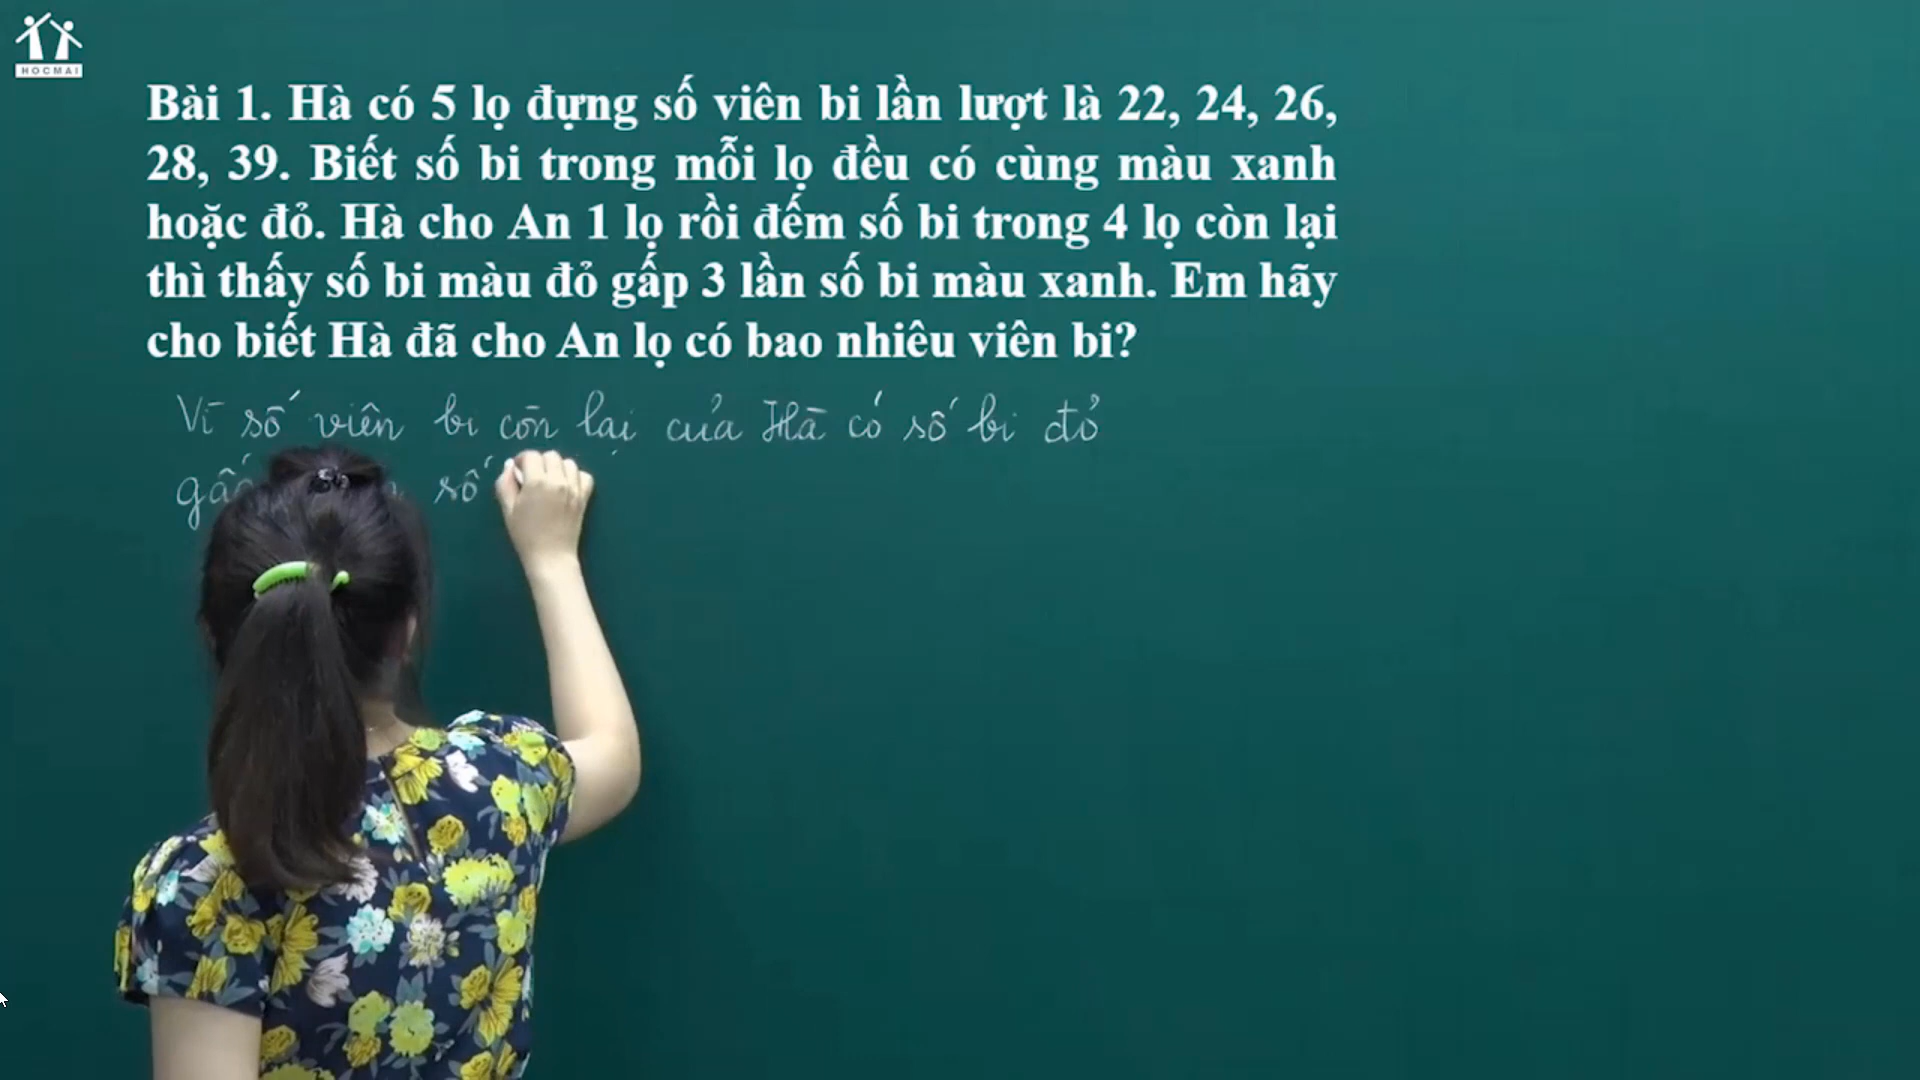 HOCMAI
Bài 1. Hà có 5 lọ đựng số viên bi lần lượt là 22, 24, 26,
28, 39. Biết số bi trong mỗi lọ đều có cùng màu xanh
hoặc đỏ. Hà cho An 1 lọ rồi đếm số bi trong 4 lọ còn lại
thì thấy số bi màu đỏ gấp 3 lần số bi màu xanh. Em hãy
cho biết Hà đã cho An lọ có bao nhiêu viên bi?
Vì số viên bi còn lại của Hà có số bi đỏ
số